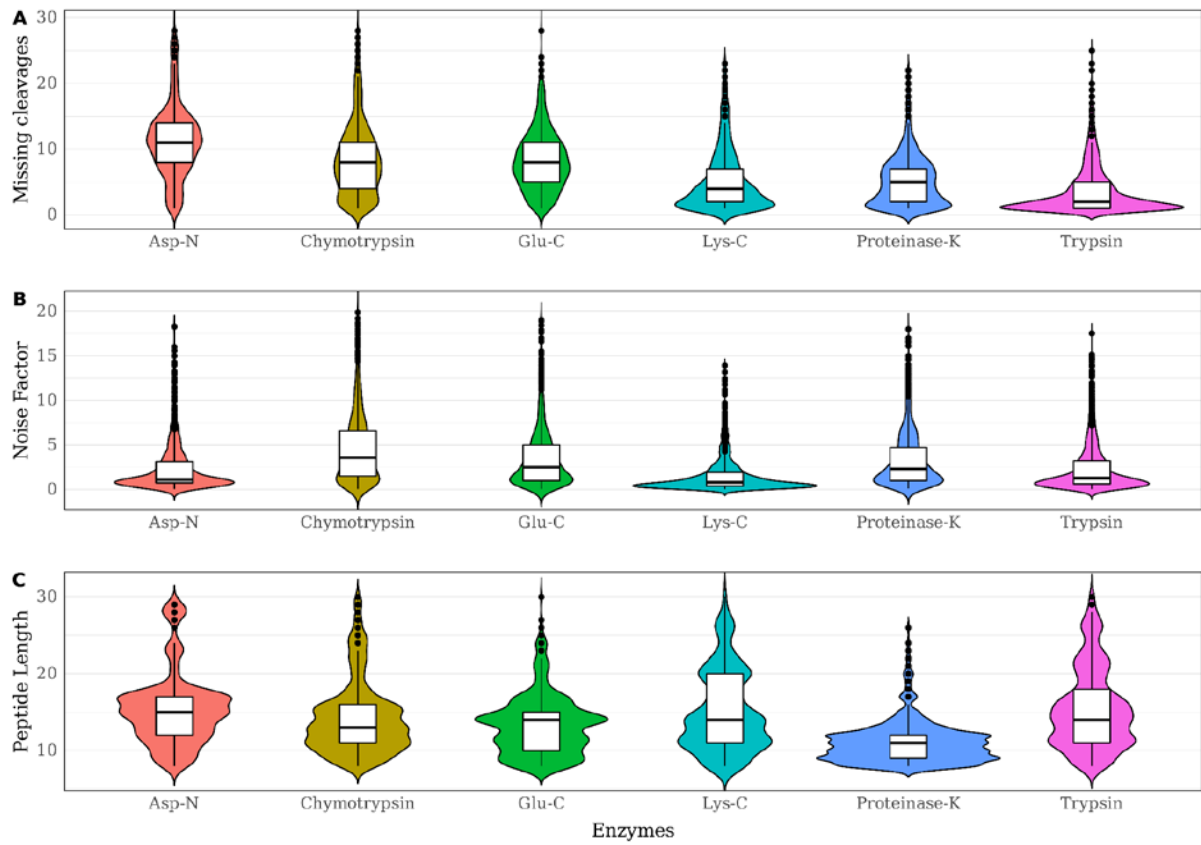 A
Missing cleavages
30
20
10
0
Asp-N Chymotrypsin Glu-C Lys-C Proteinase-K Trypsin
B
Noise Factor
20
15
10
5
0
Asp-N Chymotrypsin Glu-C Lys-C Proteinase-K Trypsin
C
Peptide Length
30
20
10
Asp-N Chymotrypsin Glu-C Lys-C Proteinase-K Trypsin
Enzymes